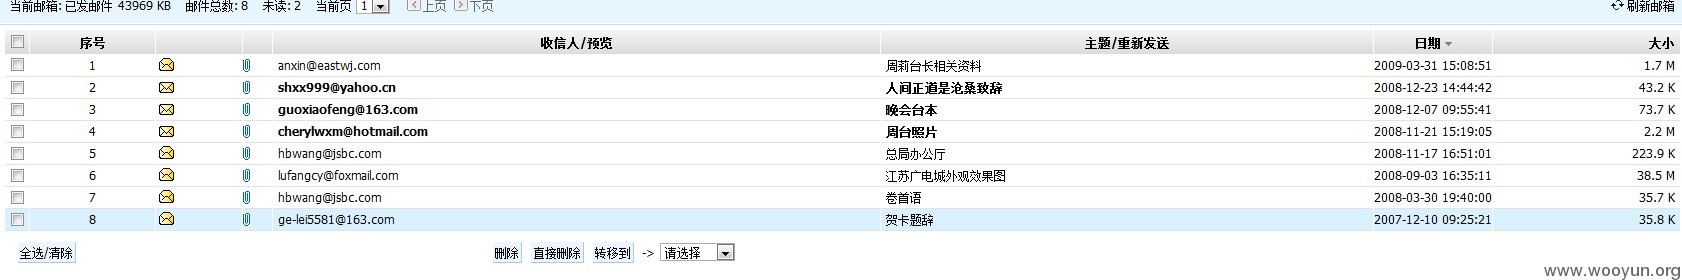 当前邮箱: 已发邮件 43969 KB 邮件总数: 8 未读: 2 当前页 1 上页 下页 刷新邮箱
序号 收信人/预览 主题/重新发送 日期 大小
1 anxin@eastwj.com 周莉台长相关资料 2009-03-31 15:08:51 1.7 M
2 shxx999@yahoo.cn 人间正道是沧桑致辞 2008-12-23 14:44:42 43.2 K
3 guoxiaofeng@163.com 晚会台本 2008-12-07 09:55:41 73.7 K
4 cherylwxm@hotmail.com 周台照片 2008-11-21 15:19:05 2.2 M
5 hbwang@jsbc.com 总局办公厅 2008-11-17 16:51:01 223.9 K
6 lufangcy@foxmail.com 江苏广电城外观效果图 2008-09-03 16:35:11 38.5 M
7 hbwang@jsbc.com 卷首语 2008-03-30 19:40:00 35.7 K
8 ge-lei5581@163.com 贺卡题辞 2007-12-10 09:25:21 35.8 K
全选/清除 删除 直接删除 转移到 -> 请选择
www.wooyun.org